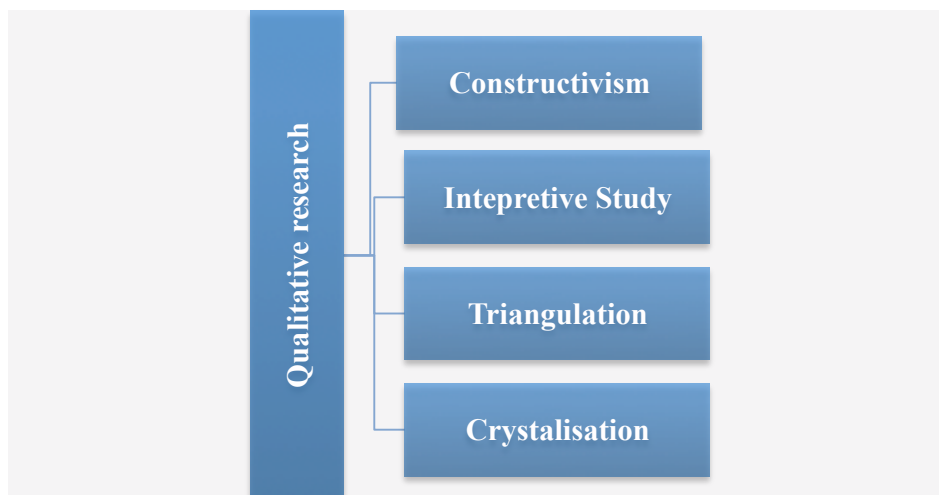 Qualitative research
Constructivism
Intepretive Study
Triangulation
Crystalisation